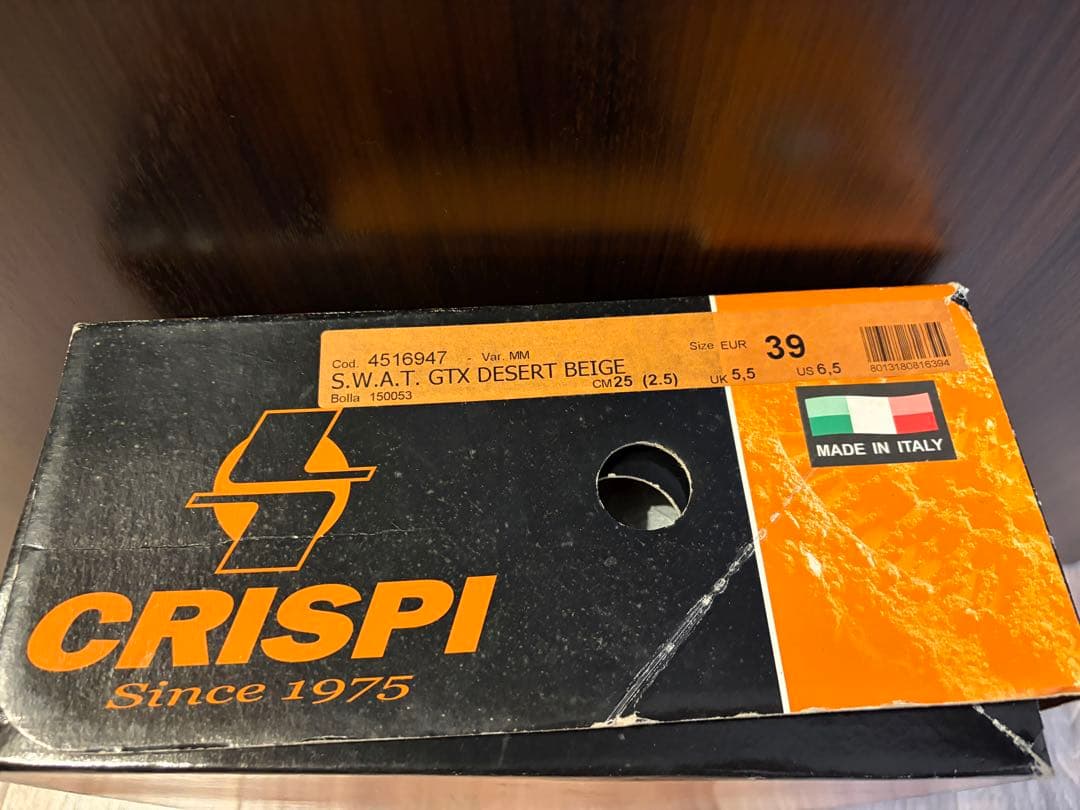 Cod. 4516947 - Var. MM
S.W.A.T. GTX DESERT BEIGE
Bolla 150053
CM 25 (2.5)
Size EUR 39
UK 5,5
US 6,5
8013180816394
MADE IN ITALY
CRISPI
Since 1975